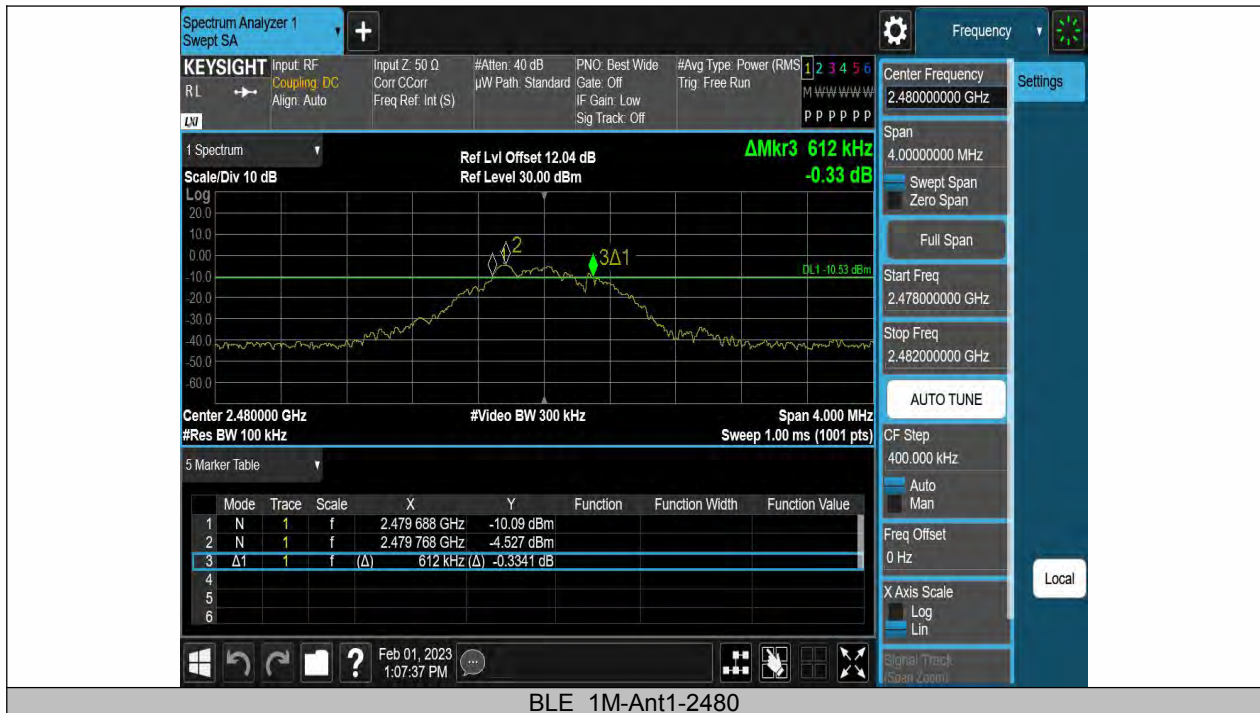 Spectrum Analyzer 1
Swept SA
+
Frequency
KEYSIGHT
RL
LXI
Input: RF
Coupling: DC
Align: Auto
Input Z: 50 Ω
Corr CCorr
Freq Ref: Int (S)
#Atten: 40 dB
µW Path: Standard
PNO: Best Wide
Gate: Off
IF Gain: Low
Sig Track: Off
#Avg Type: Power (RMS
Trig: Free Run
1 2 3 4 5 6
M W W W W W
P P P P P P
1 Spectrum
Scale/Div 10 dB
Ref Lvl Offset 12.04 dB
Ref Level 30.00 dBm
ΔMkr3 612 kHz
-0.33 dB
Log
20.0
10.0
0.00
-10.0
-20.0
-30.0
-40.0
-50.0
-60.0
2
3Δ1
DL1 -10.53 dBm
Center 2.480000 GHz
#Video BW 300 kHz
Span 4.000 MHz
#Res BW 100 kHz
Sweep 1.00 ms (1001 pts)
5 Marker Table
Mode Trace Scale X Y Function Function Width Function Value
1 N 1 f 2.479 688 GHz -10.09 dBm
2 N 1 f 2.479 768 GHz -4.527 dBm
3 Δ1 1 f (Δ) 612 kHz (Δ) -0.3341 dB
4
5
6
Feb 01, 2023
1:07:37 PM
?
Center Frequency
2.480000000 GHz
Settings
Span
4.00000000 MHz
Swept Span
Zero Span
Full Span
Start Freq
2.478000000 GHz
Stop Freq
2.482000000 GHz
AUTO TUNE
CF Step
400.000 kHz
Auto
Man
Freq Offset
0 Hz
X Axis Scale
Log
Lin
Signal Track
(Span Zoom)
Local
BLE_1M-Ant1-2480